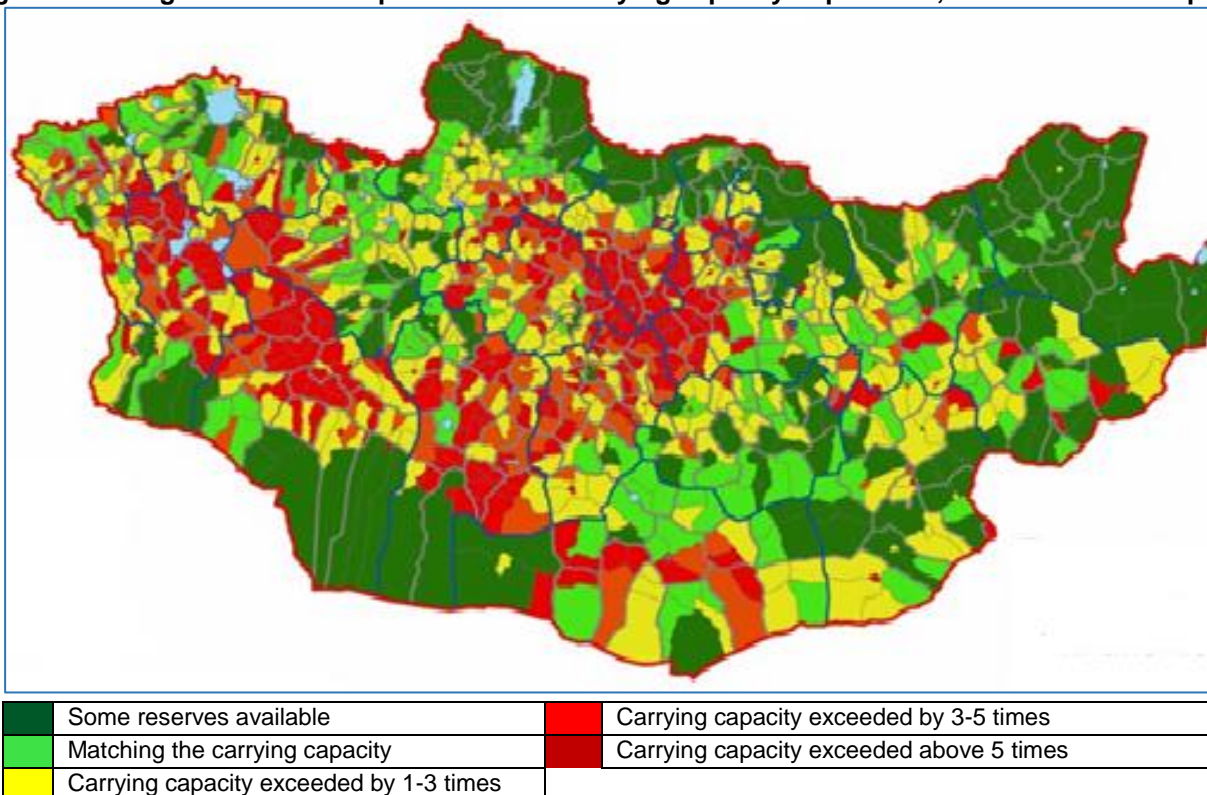 Some reserves available
Carrying capacity exceeded by 3-5 times
Matching the carrying capacity
Carrying capacity exceeded above 5 times
Carrying capacity exceeded by 1-3 times